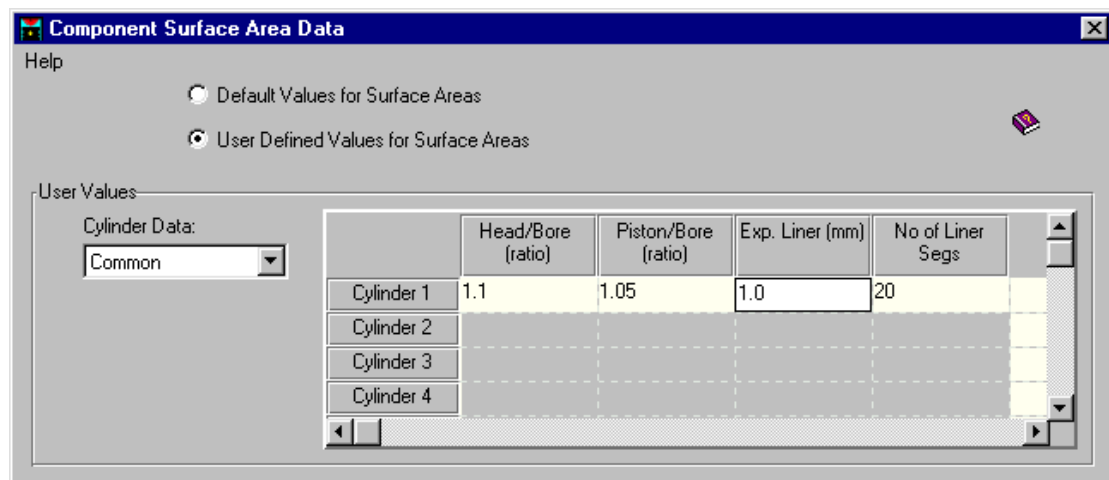 Component Surface Area Data
Help
Default Values for Surface Areas
User Defined Values for Surface Areas
User Values
Cylinder Data:
Common
Head/Bore (ratio)
Piston/Bore (ratio)
Exp. Liner (mm)
No of Liner Segs
Cylinder 1 1.1 1.05 1.0 20
Cylinder 2
Cylinder 3
Cylinder 4